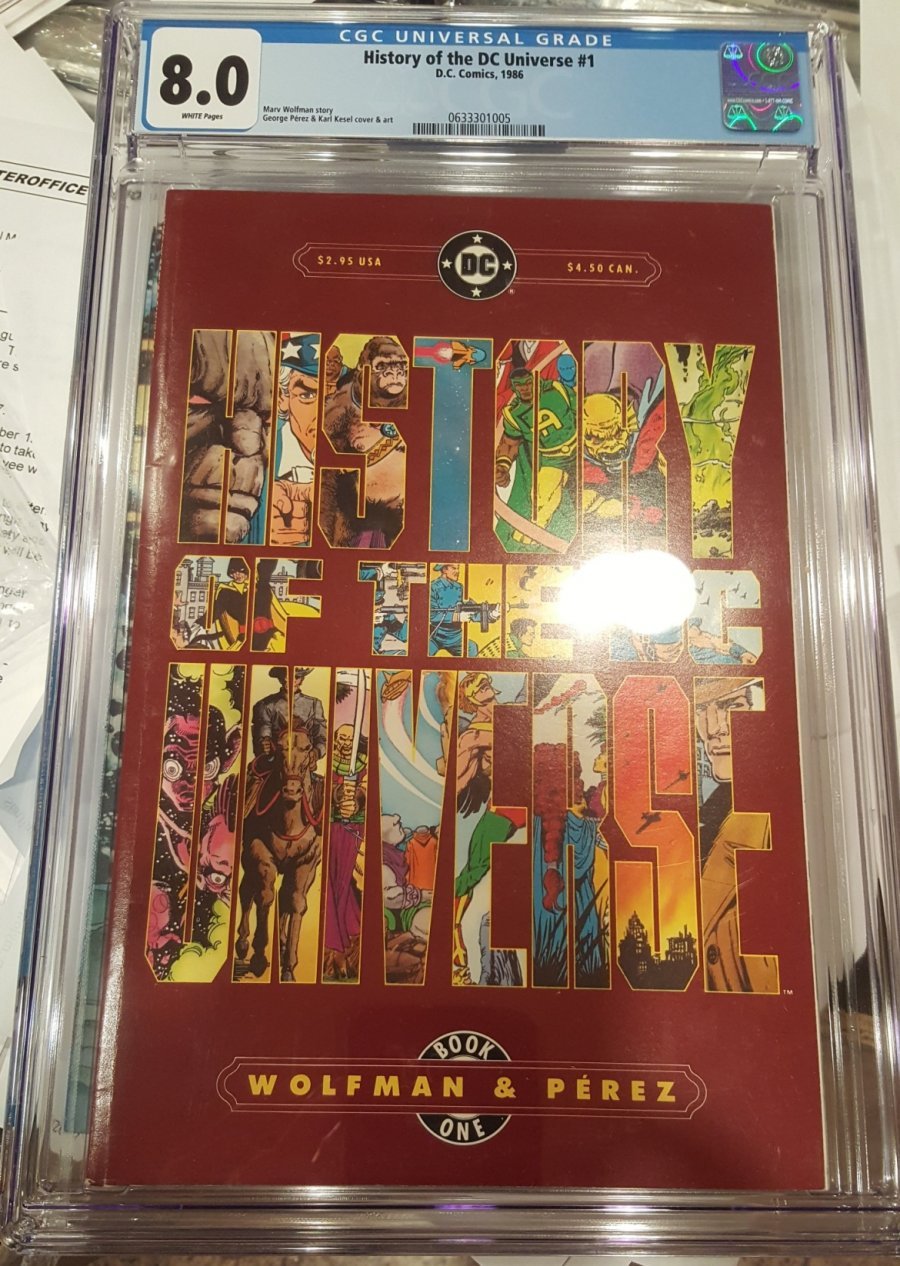 CGC UNIVERSAL GRADE
8.0
WHITE Pages
History of the DC Universe #1
D.C. Comics, 1986
Marv Wolfman story
George Pérez & Karl Kesel cover & art
0633301005
TEROFFICE
$2.95 USA
DC
$4.50 CAN.
HISTORY
OF THE DC
UNIVERSE
TM
BOOK
WOLFMAN & PÉREZ
ONE